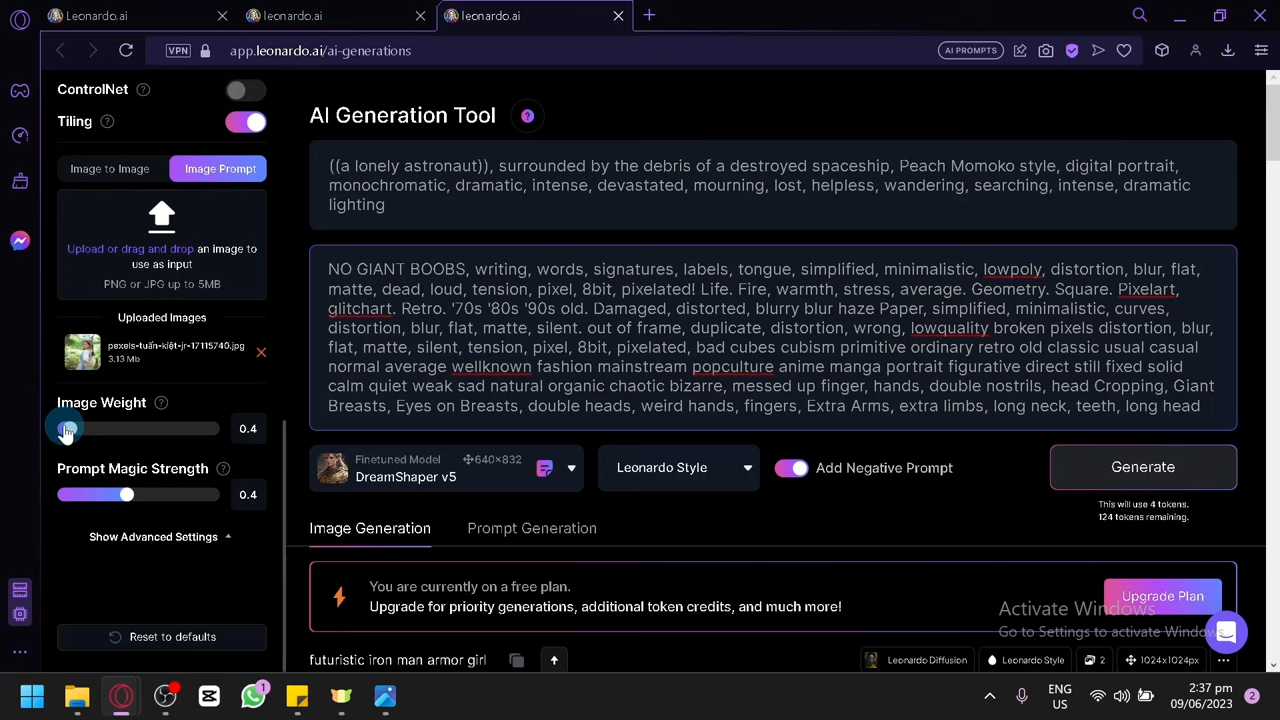 Leonardo.ai
leonardo.ai
leonardo.ai
VPN
app.leonardo.ai/ai-generations
AI PROMPTS
ControlNet
Tiling
Image to Image
Image Prompt
Upload or drag and drop an image to
use as input
PNG or JPG up to 5MB
Uploaded Images
pexels-tuấn-kiệt-jr-17115740.jpg
3.13 Mb
Image Weight
0.4
Prompt Magic Strength
0.4
Show Advanced Settings
Reset to defaults
AI Generation Tool
((a lonely astronaut)), surrounded by the debris of a destroyed spaceship, Peach Momoko style, digital portrait,
monochromatic, dramatic, intense, devastated, mourning, lost, helpless, wandering, searching, intense, dramatic
lighting
NO GIANT BOOBS, writing, words, signatures, labels, tongue, simplified, minimalistic, lowpoly, distortion, blur, flat,
matte, dead, loud, tension, pixel, 8bit, pixelated! Life. Fire, warmth, stress, average. Geometry. Square. Pixelart,
glitchart. Retro. '70s '80s '90s old. Damaged, distorted, blurry blur haze Paper, simplified, minimalistic, curves,
distortion, blur, flat, matte, silent. out of frame, duplicate, distortion, wrong, lowquality broken pixels distortion, blur,
flat, matte, silent, tension, pixel, 8bit, pixelated, bad cubes cubism primitive ordinary retro old classic usual casual
normal average wellknown fashion mainstream popculture anime manga portrait figurative direct still fixed solid
calm quiet weak sad natural organic chaotic bizarre, messed up finger, hands, double nostrils, head Cropping, Giant
Breasts, Eyes on Breasts, double heads, weird hands, fingers, Extra Arms, extra limbs, long neck, teeth, long head
Finetuned Model
640×832
DreamShaper v5
Leonardo Style
Add Negative Prompt
Generate
This will use 4 tokens.
124 tokens remaining.
Image Generation
Prompt Generation
You are currently on a free plan.
Upgrade for priority generations, additional token credits, and much more!
Upgrade Plan
Activate Windows
Go to Settings to activate Windows.
futuristic iron man armor girl
Leonardo Diffusion
Leonardo Style
2
1024x1024px
1
ENG
US
2:37 pm
09/06/2023
2